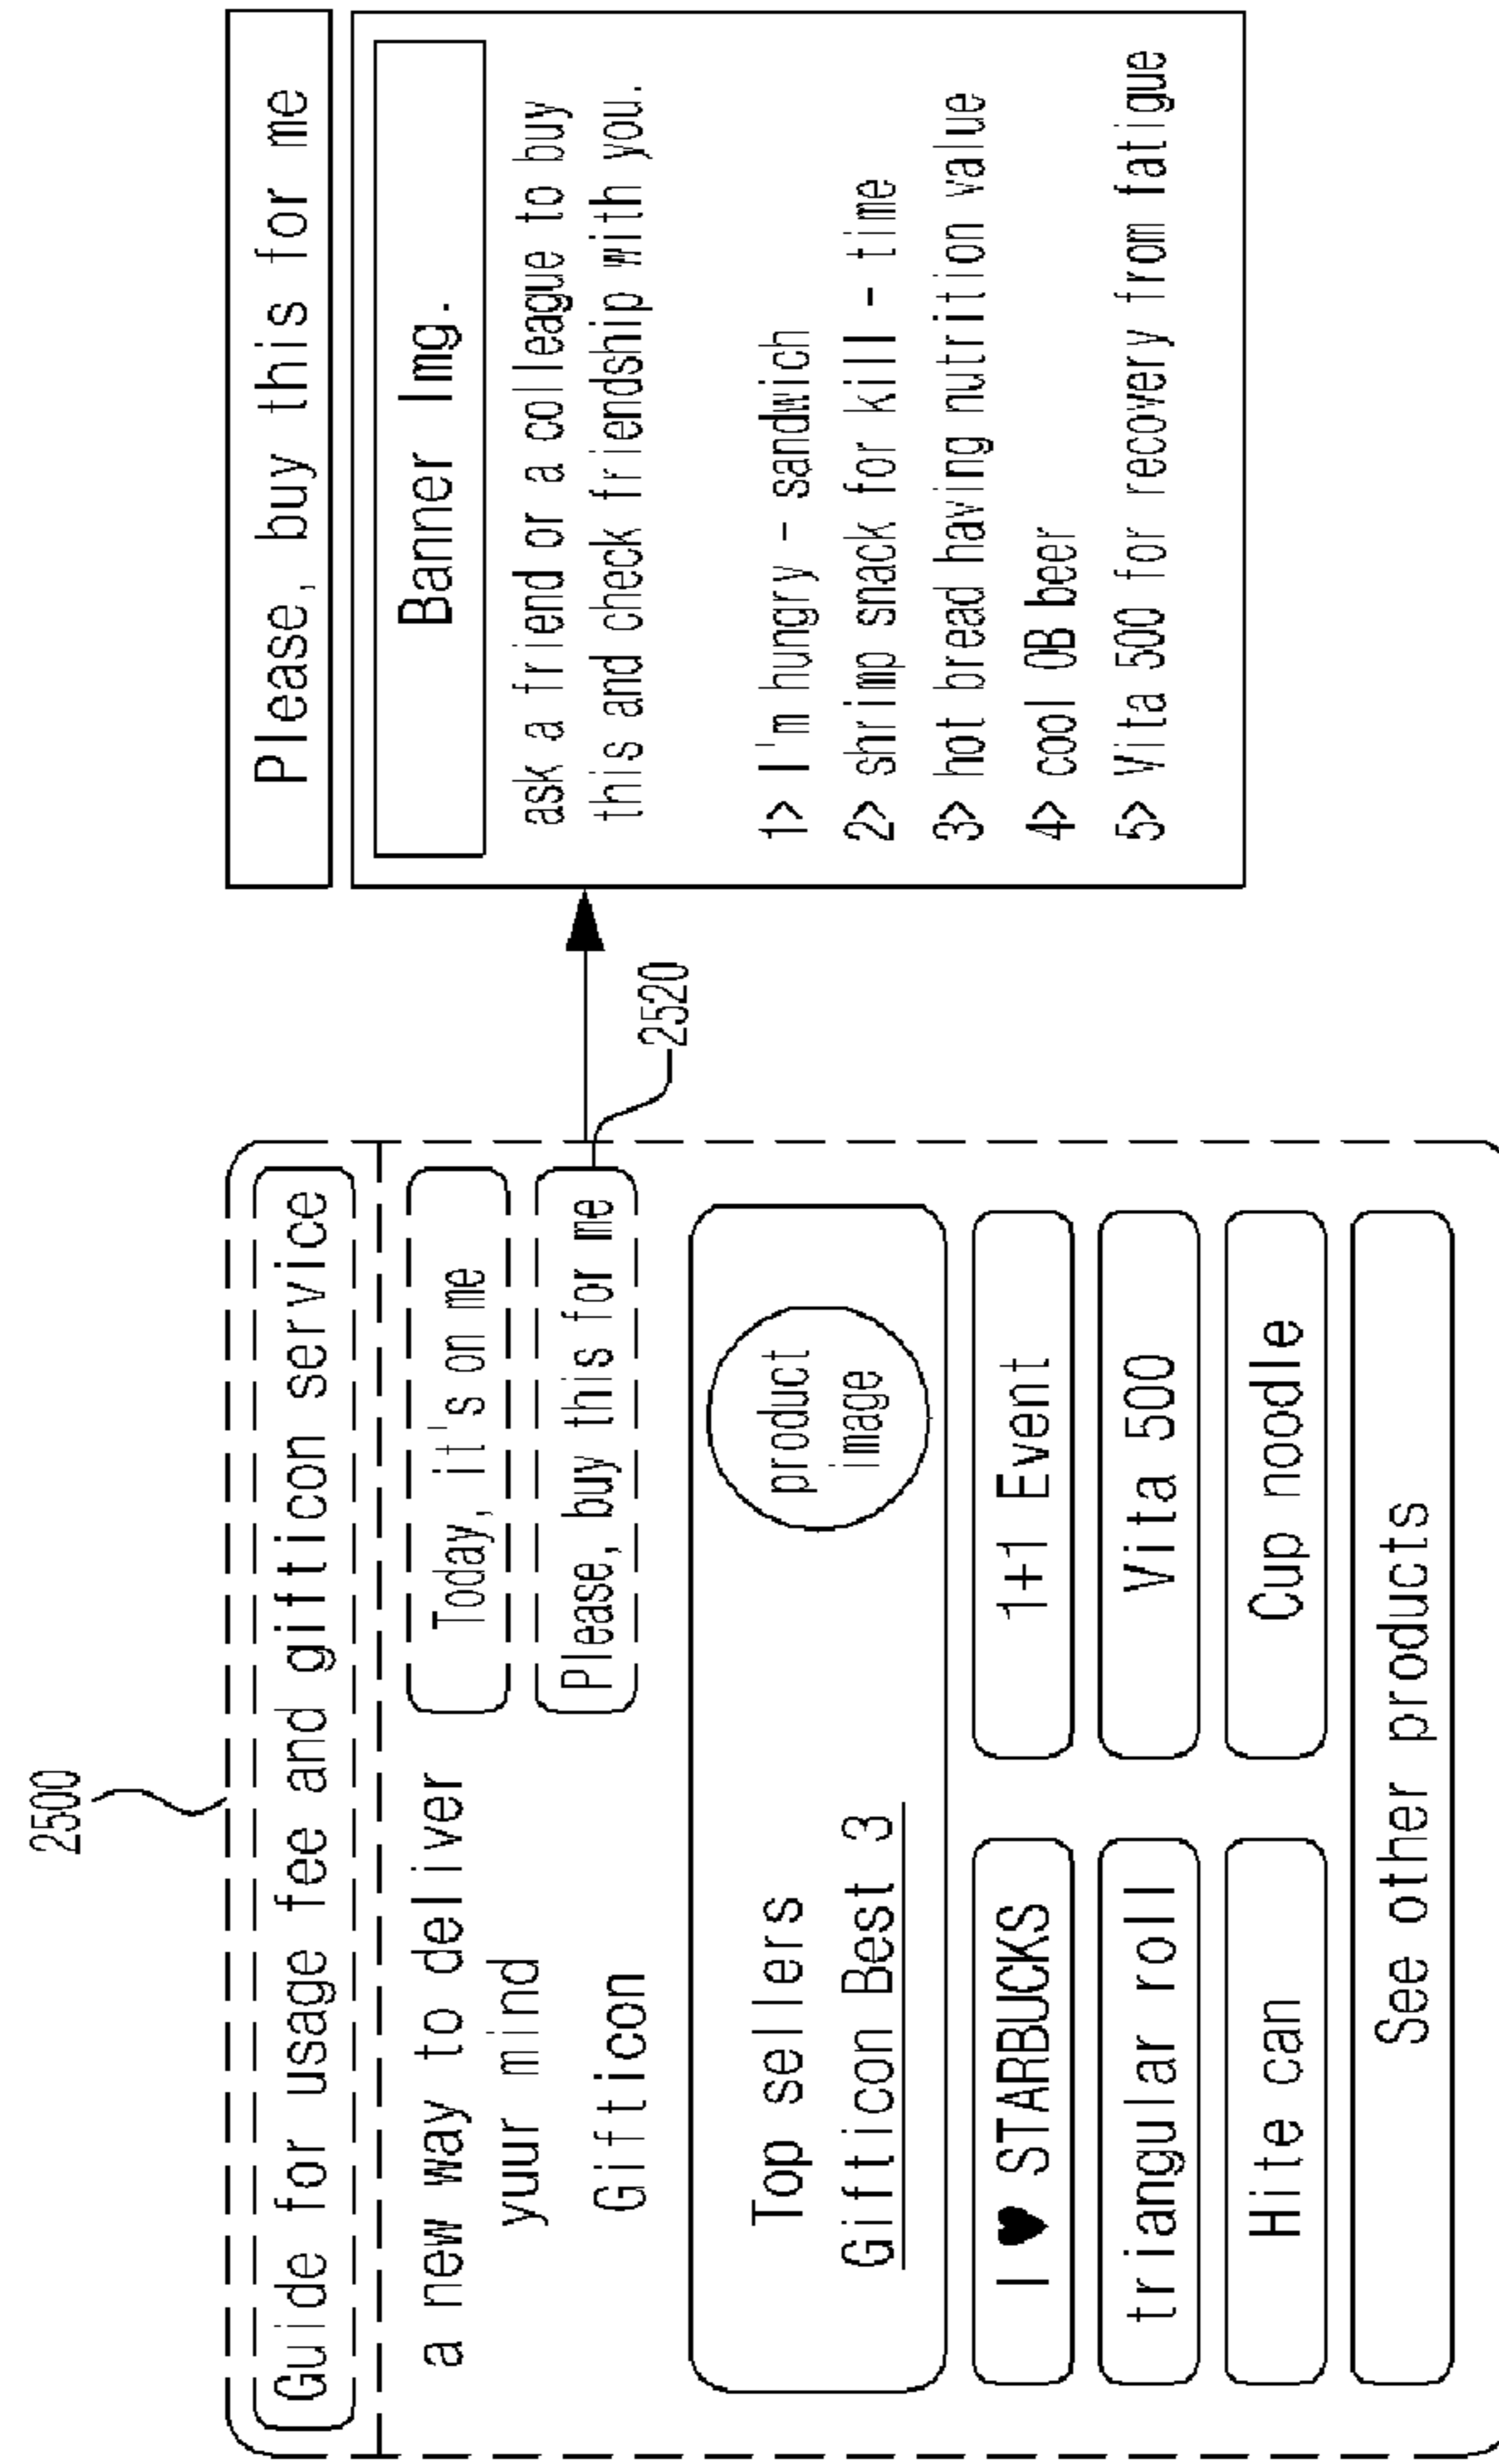 2500
Guide for usage fee and gifticon service
a new way to deliver
yuur mind
Gifticon
Today, it's on me
Please, buy this for me
2520
Top sellers
Gifticon Best 3
product
image
I ♥ STARBUCKS
1+1 Event
triangular roll
Vita 500
Hite can
Cup noodle
See other products
Please, buy this for me
Banner Img.
ask a friend or a colleague to buy
this and check friendship with you.
1> I'm hungry - sandwich
2> shrimp snack for kill - time
3> hot bread having nutrition value
4> cool OB beer
5> Vita 500 for recovery from fatigue